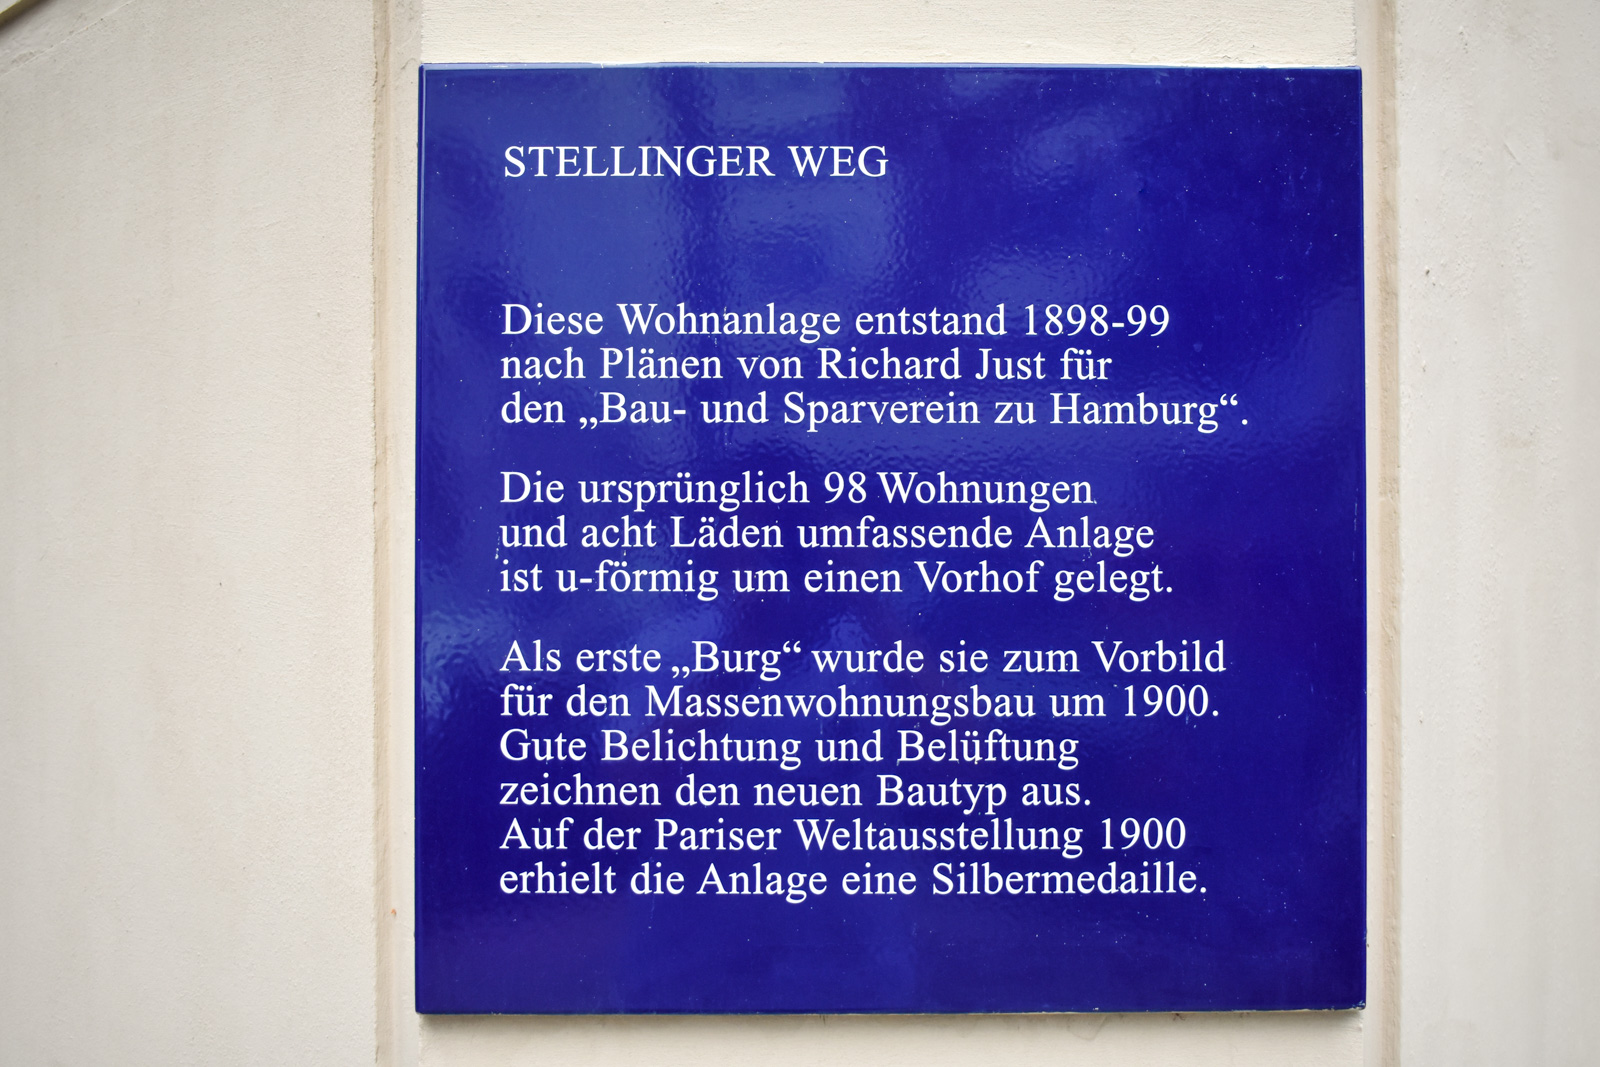 STELLINGER WEG
Diese Wohnanlage entstand 1898-99
nach Plänen von Richard Just für
den „Bau- und Sparverein zu Hamburg“.
Die ursprünglich 98 Wohnungen
und acht Läden umfassende Anlage
ist u-förmig um einen Vorhof gelegt.
Als erste „Burg“ wurde sie zum Vorbild
für den Massenwohnungsbau um 1900.
Gute Belichtung und Belüftung
zeichnen den neuen Bautyp aus.
Auf der Pariser Weltausstellung 1900
erhielt die Anlage eine Silbermedaille.